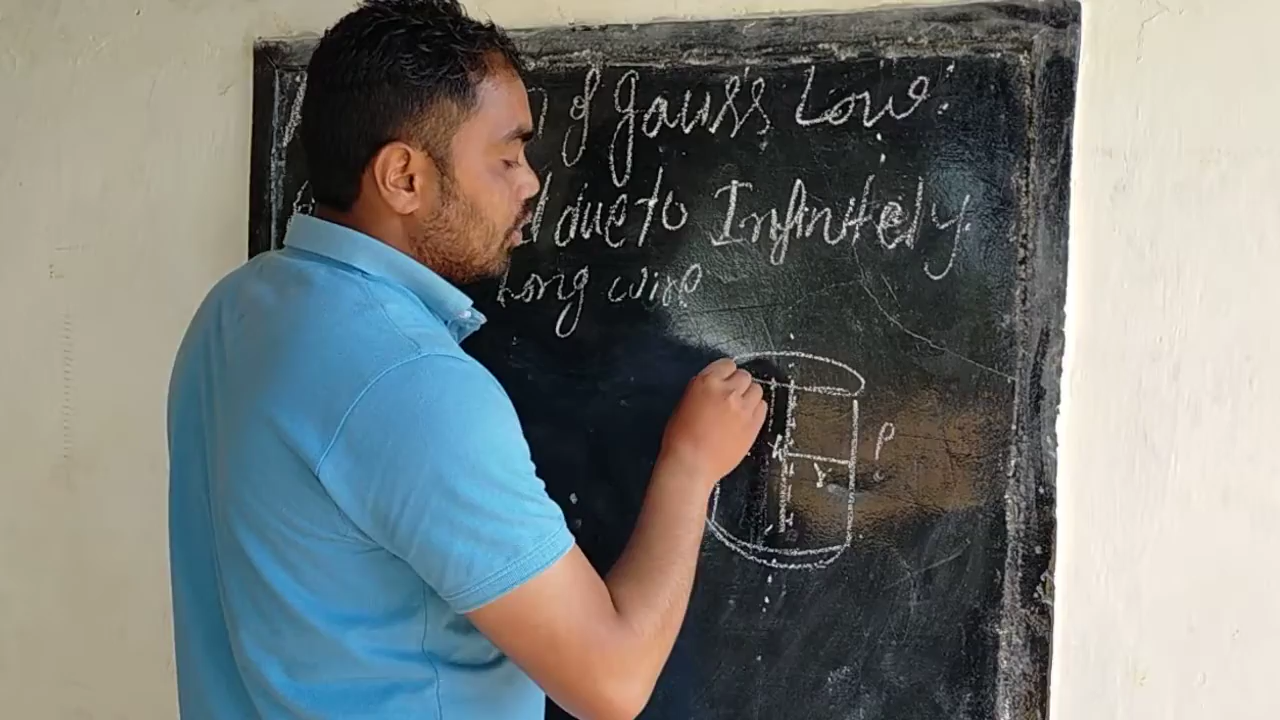 of Gauss's Law:
due to Infinitely
Long wire
P
r